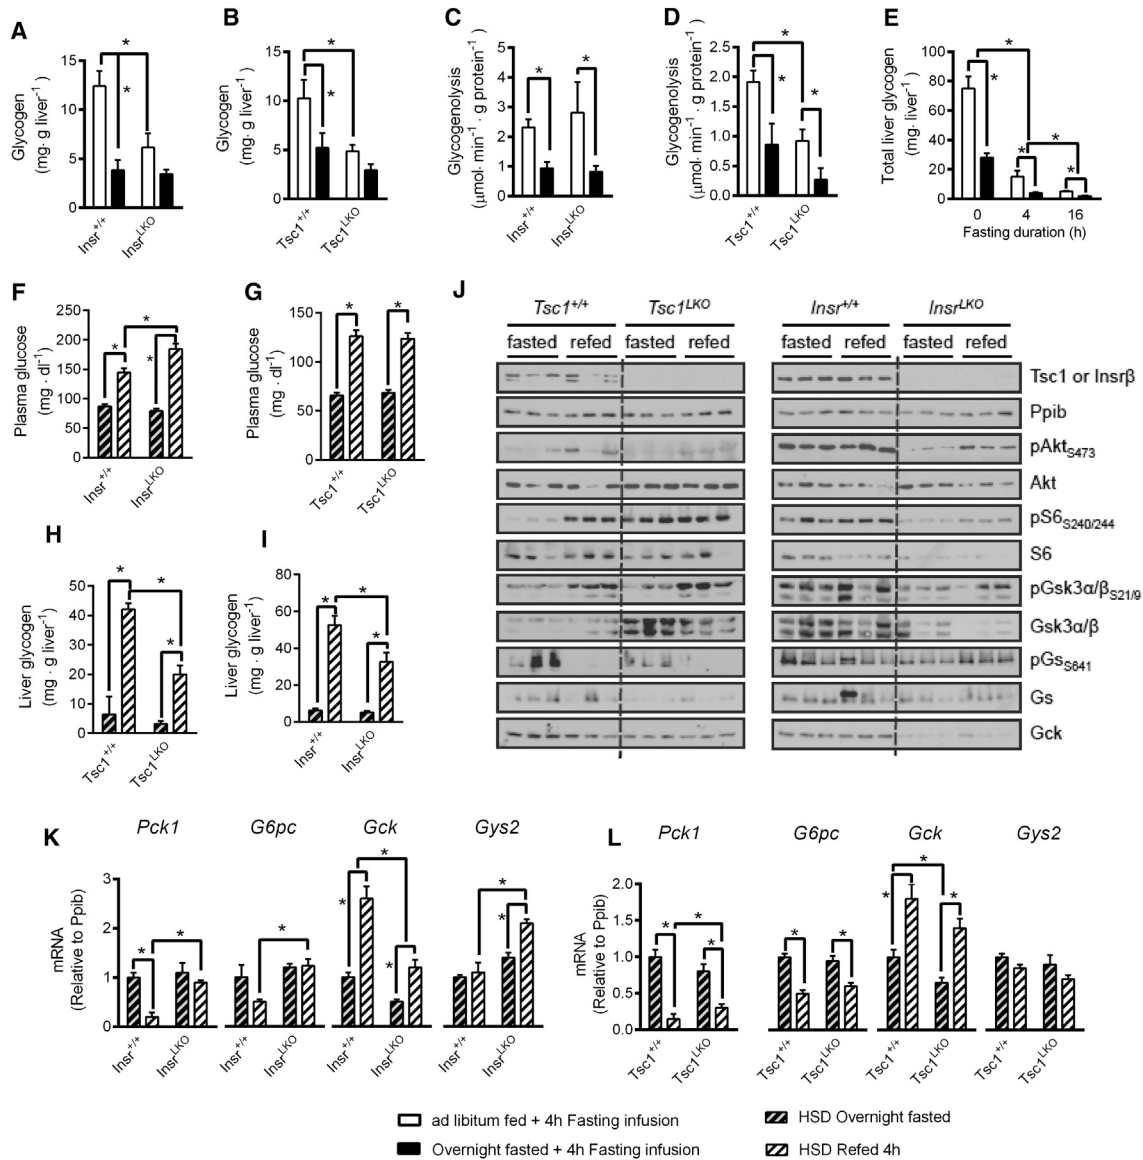 A
Glycogen
(mg· g liver-1 )
15
10
5
0
*
*
Insr+/+
InsrLKO
B
Glycogen
(mg· g liver-1 )
15
10
5
0
*
*
Tsc1+/+
Tsc1LKO
C
Glycogenolysis
(μmol· min-1 · g protein-1 )
5
4
3
2
1
0
*
*
Insr+/+
InsrLKO
D
Glycogenolysis
(μmol· min-1 · g protein-1 )
2.5
2.0
1.5
1.0
0.5
0.0
*
*
*
Tsc1+/+
Tsc1LKO
E
Total liver glycogen
(mg· liver-1 )
100
80
60
40
20
0
*
*
*
*
*
0 4 16
Fasting duration (h)
F
Plasma glucose
(mg · dl-1)
250
200
150
100
50
0
*
*
*
Insr+/+
InsrLKO
G
Plasma glucose
(mg · dl-1)
150
100
50
0
*
*
Tsc1+/+
Tsc1LKO
H
Liver glycogen
(mg · g liver-1)
50
40
30
20
10
0
*
*
*
Tsc1+/+
Tsc1LKO
I
Liver glycogen
(mg · g liver-1)
80
60
40
20
0
*
*
*
Insr+/+
InsrLKO
J
Tsc1+/+ Tsc1LKO Insr+/+ InsrLKO
fasted refed fasted refed fasted refed fasted refed
Tsc1 or Insrβ
Ppib
pAktS473
Akt
pS6S240/244
S6
pGsk3α/βS21/9
Gsk3α/β
pGsS641
Gs
Gck
K
Pck1 G6pc Gck Gys2
mRNA
(Relative to Ppib)
3
2
1
0
*
*
*
*
*
*
*
*
Insr+/+
InsrLKO
Insr+/+
InsrLKO
Insr+/+
InsrLKO
Insr+/+
InsrLKO
L
Pck1 G6pc Gck Gys2
mRNA
(Relative to Ppib)
2.0
1.5
1.0
0.5
0.0
*
*
*
*
*
*
*
*
Tsc1+/+
Tsc1LKO
Tsc1+/+
Tsc1LKO
Tsc1+/+
Tsc1LKO
Tsc1+/+
Tsc1LKO
ad libitum fed + 4h Fasting infusion
Overnight fasted + 4h Fasting infusion
HSD Overnight fasted
HSD Refed 4h